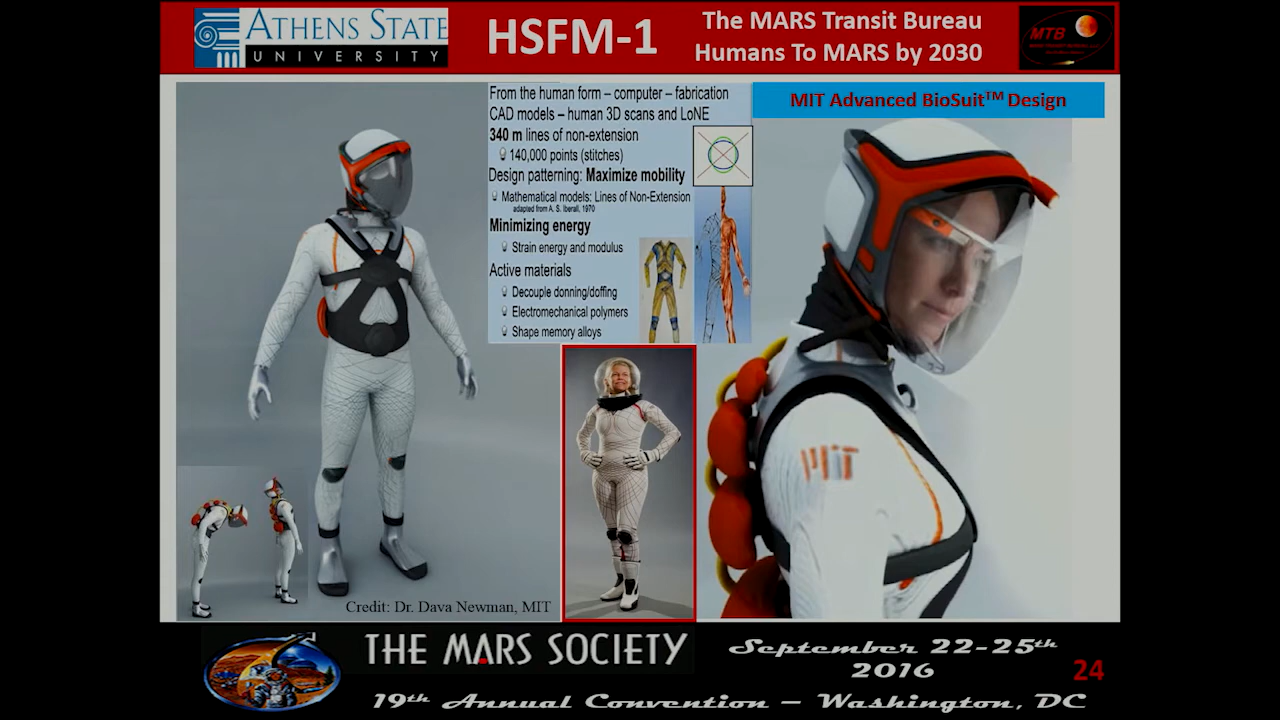 ATHENS STATE
UNIVERSITY
HSFM-1
The MARS Transit Bureau
Humans To MARS by 2030
MTB
From the human form – computer – fabrication
CAD models – human 3D scans and LoNE
340 m lines of non-extension
140,000 points (stitches)
Design patterning: Maximize mobility
Mathematical models: Lines of Non-Extension
adapted from A. S. Iberall, 1970
Minimizing energy
Strain energy and modulus
Active materials
Decouple donning/doffing
Electromechanical polymers
Shape memory alloys
MIT Advanced BioSuit™ Design
MIT
Credit: Dr. Dava Newman, MIT
THE MARS SOCIETY
September 22-25th
2016
24
19th Annual Convention – Washington, DC